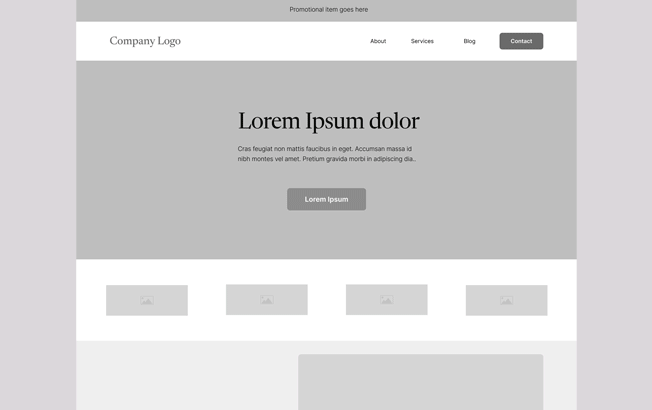 Promotional item goes here
Company Logo
About
Services
Blog
Contact
Lorem Ipsum dolor
Cras feugiat non mattis faucibus in eget. Accumsan massa id
nibh montes vel amet. Pretium gravida morbi in adipiscing dia..
Lorem Ipsum